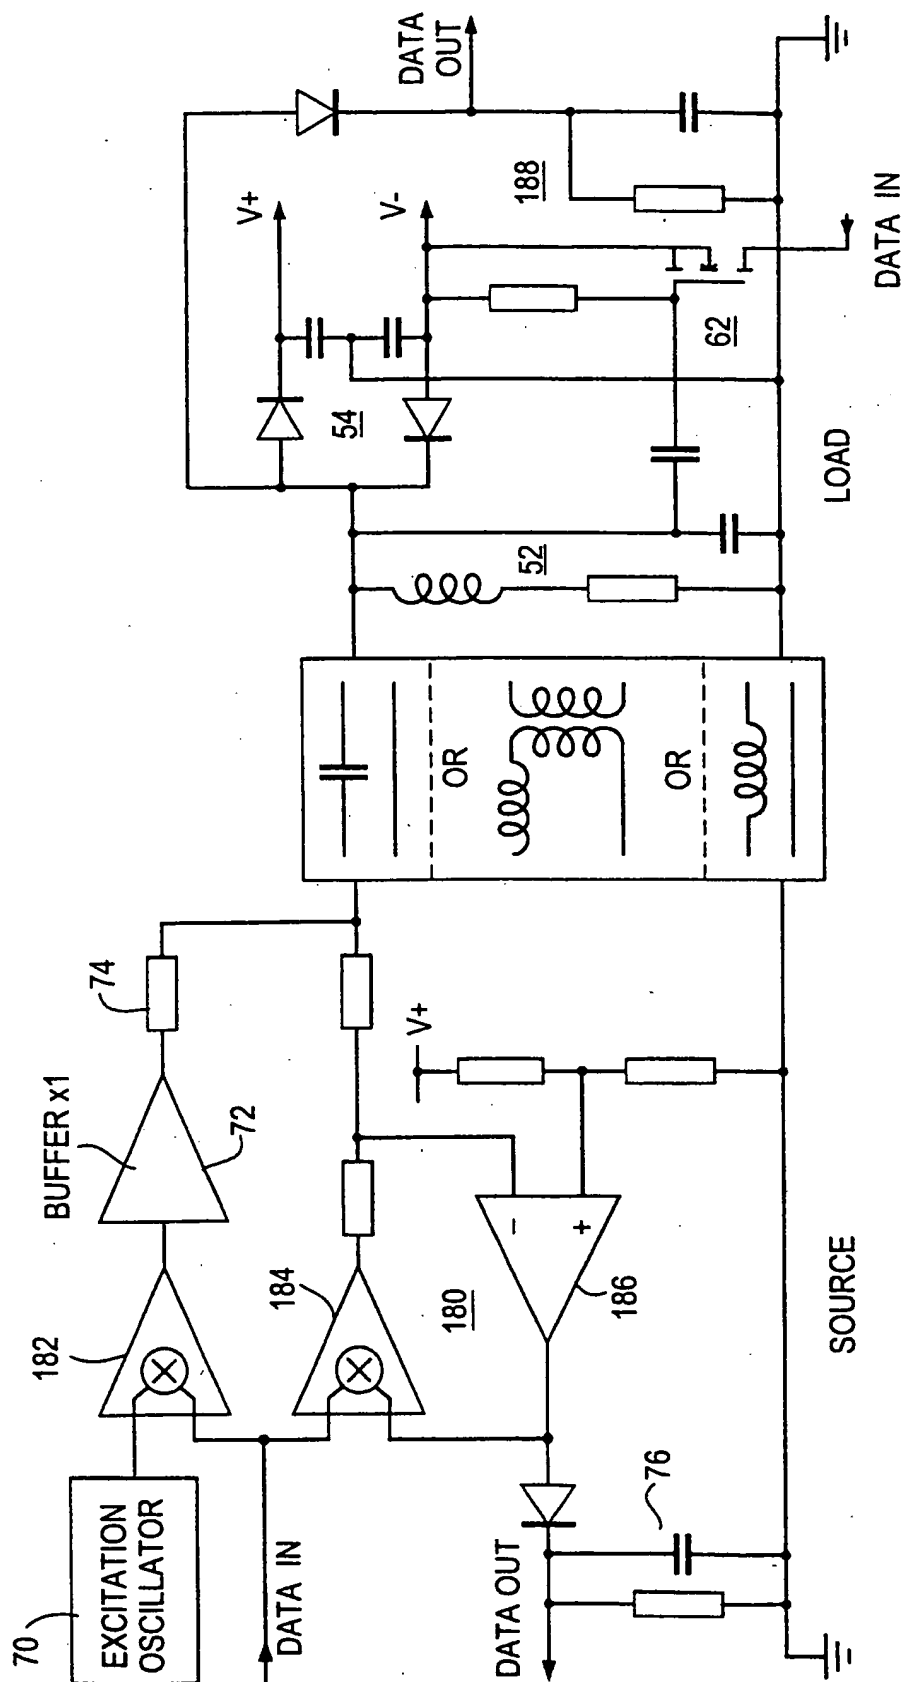 70
EXCITATION
OSCILLATOR
DATA IN
182
BUFFER x1
72
74
184
180
-
+
186
V+
DATA OUT
76
SOURCE
OR
OR
52
54
V+
V-
62
188
DATA
OUT
DATA IN
LOAD